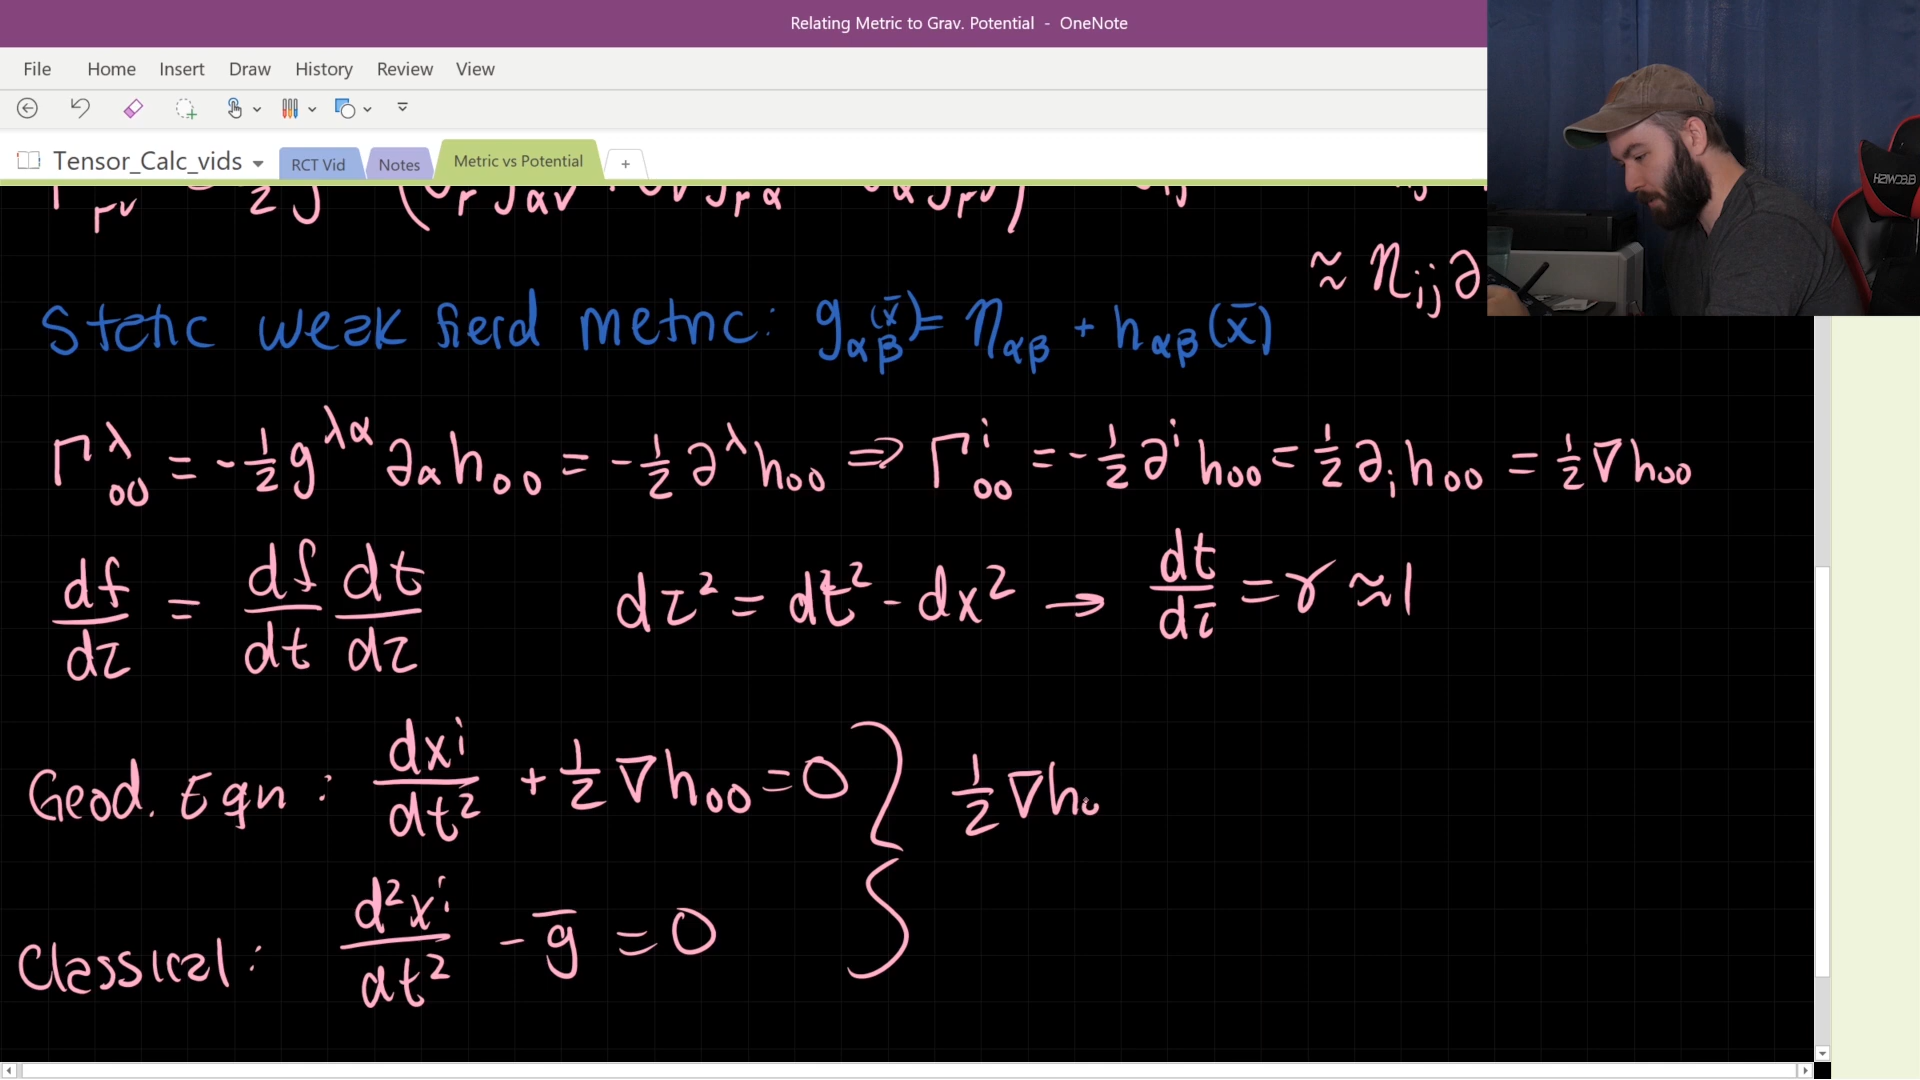 Relating Metric to Grav. Potential - OneNote
File Home Insert Draw History Review View
Tensor_Calc_vids RCT Vid Notes Metric vs Potential +
≈ η_ij ∂
Static weak field metric: g_αβ(x̄) = η_αβ + h_αβ(x̄)
Γ^λ_00 = -½ g^λα ∂_α h_00 = -½ ∂^λ h_00 ⇒ Γ^i_00 = -½ ∂^i h_00 = ½ ∂_i h_00 = ½ ∇h_00
df/dτ = df/dt dt/dτ dτ² = dt² - dx² → dt/dτ = γ ≈ 1
Geod. Eqn : dx^i/dt² + ½ ∇h_00 = 0 } ½ ∇h_0
Classical : d²x^i/dt² - g̅ = 0